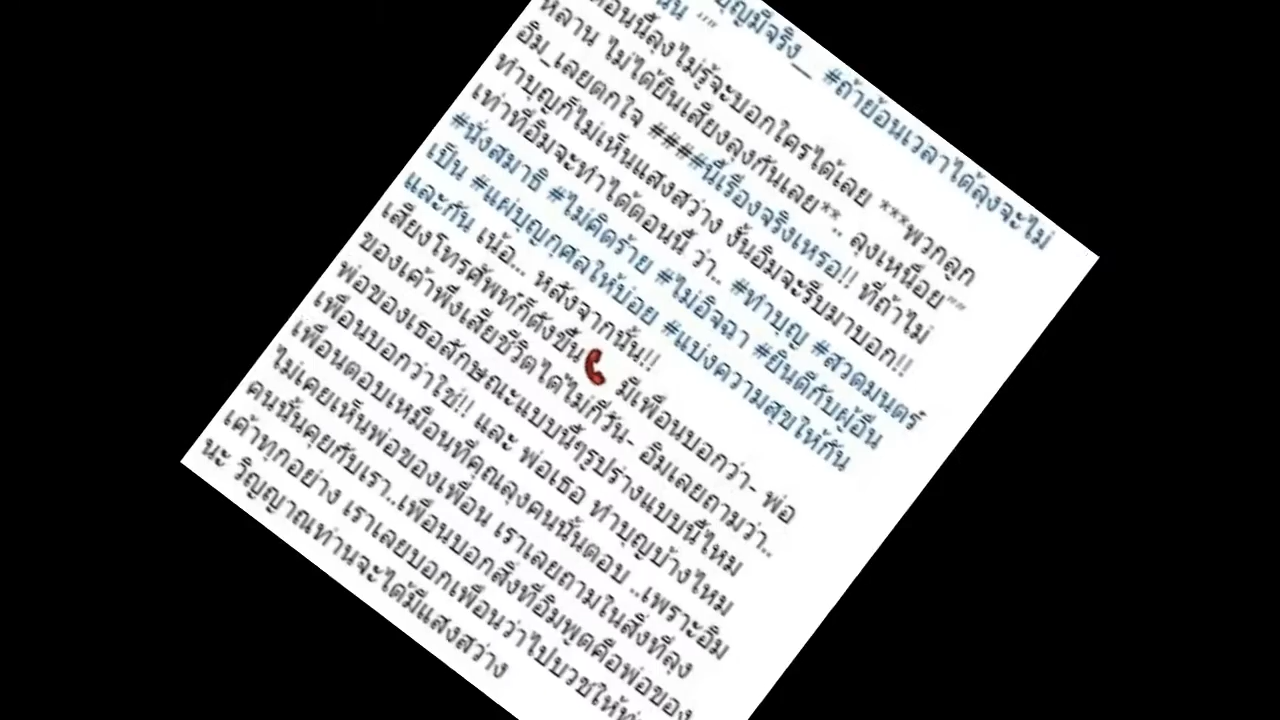 บุญมีจริง_ #ถ้าย้อนเวลาได้ลุงจะไม่
ตอนนี้ลุงไม่รู้จะบอกใครได้เลย ***พวกลูก
หลาน ไม่ได้ยินเสียงลุงกันเลย**.. ลุงเหนื่อย""
อิ้ม_เลยตกใจ ####นี่เรื่องจริงเหรอ!! ที่ถ้าไม่
ทำบุญก็ไม่เห็นแสงสว่าง งั้นอิ้มจะรีบมาบอก!!
เท่าที่อิ้มจะทำได้ตอนนี้ ว่า.. #ทำบุญ #สวดมนตร์
#นั่งสมาธิ #ไม่คิดร้าย #ไม่อิจฉา #ยินดีกับผู้อื่น
เป็น #แผ่บุญกุศลให้บ่อย #แบ่งความสุขให้กัน
และกัน เน้อ... หลังจากนั้น!!
เสียงโทรศัพท์ก็ดังขึ้น📞 มีเพื่อนบอกว่า- พ่อ
ของเค้าพึ่งเสียชีวิตได้ไม่กี่วัน- อิ้มเลยถามว่า..
พ่อของเธอลักษณะแบบนี้ๆรูปร่างแบบนี้ไหม
เพื่อนบอกว่าใช่!! และ พ่อเธอ ทำบุญบ้างไหม
เพื่อนตอบเหมือนที่คุณลุงคนนั้นตอบ ..เพราะอิ้ม
ไม่เคยเห็นพ่อของเพื่อน เราเลยถามในสิ่งที่ลุง
คนนั้นคุยกับเรา..เพื่อนบอกสิ่งที่อิ้มพูดคือพ่อของ
เค้าทุกอย่าง เราเลยบอกเพื่อนว่าไปบวชให้
นะ วิญญาณท่านจะได้มีแสงสว่าง